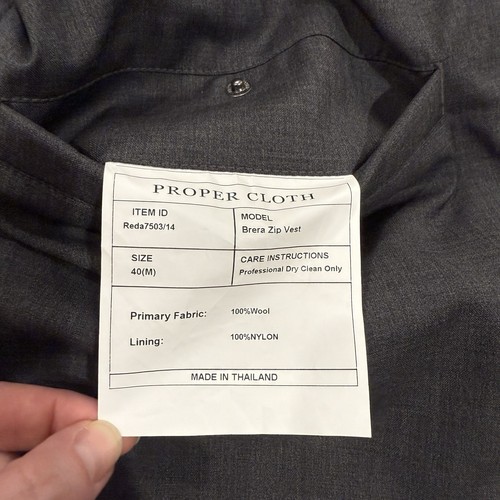 PROPER CLOTH
ITEM ID
Reda7503/14
MODEL
Brera Zip Vest
SIZE
40(M)
CARE INSTRUCTIONS
Professional Dry Clean Only
Primary Fabric: 100%Wool
Lining: 100%NYLON
MADE IN THAILAND